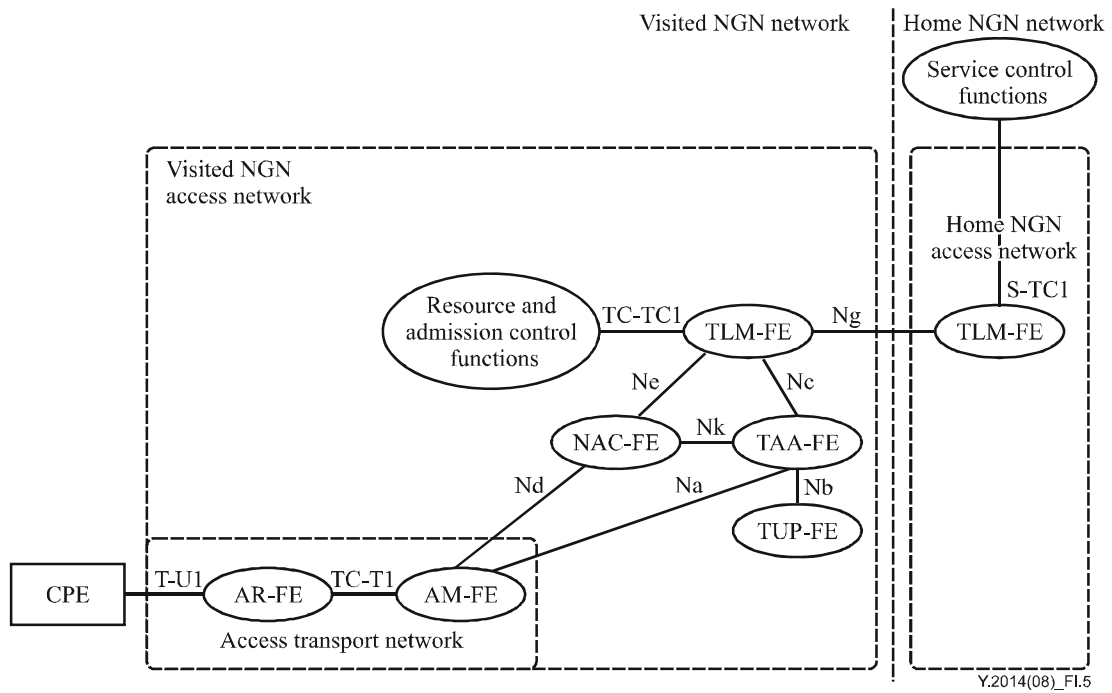 Visited NGN network
Home NGN network
Service control
functions
Visited NGN
access network
Home NGN
access network
S-TC1
Resource and
admission control
functions
TC-TC1
TLM-FE
Ng
TLM-FE
Ne
Nc
NAC-FE
Nk
TAA-FE
Nd
Na
Nb
TUP-FE
CPE
T-U1
AR-FE
TC-T1
AM-FE
Access transport network
Y.2014(08)_FI.5